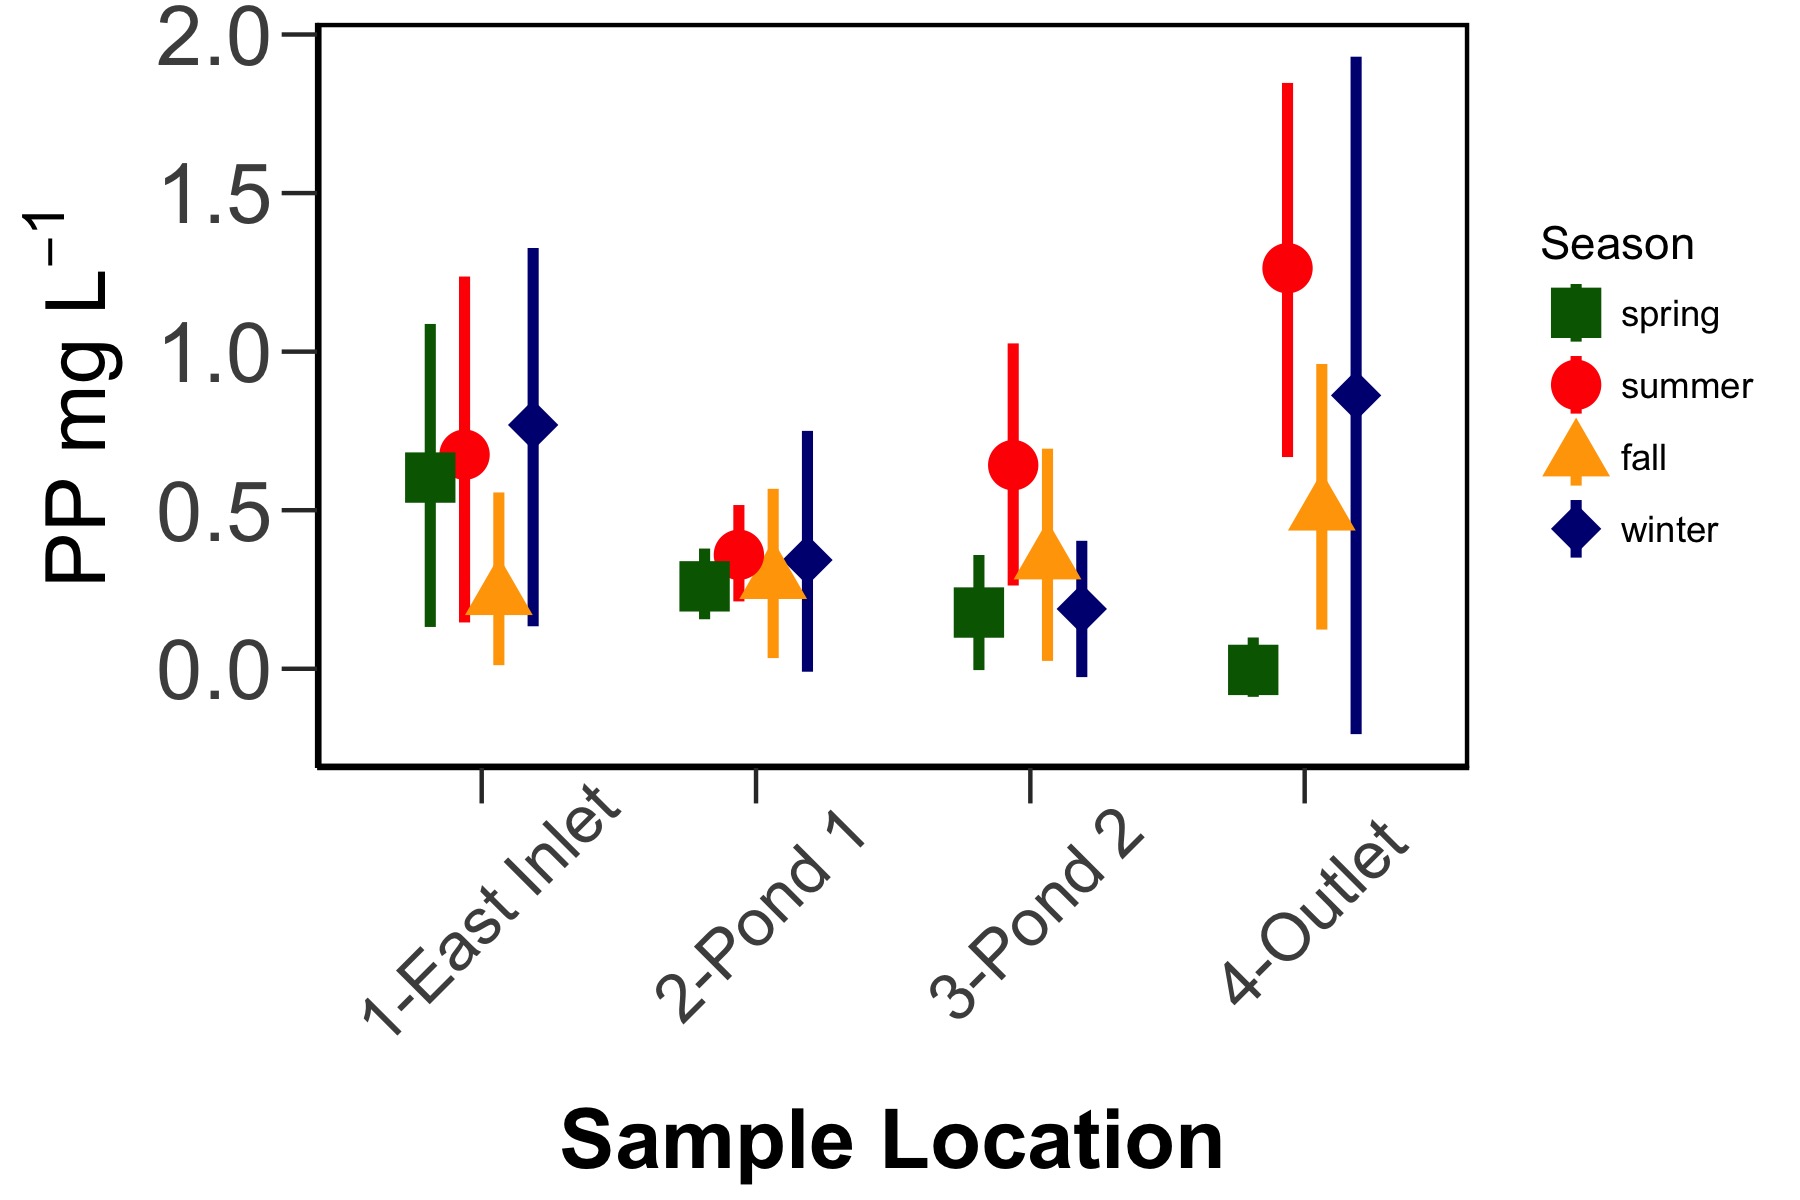 2.0
1.5
1.0
0.5
0.0
PP mg L⁻¹
1-East Inlet
2-Pond 1
3-Pond 2
4-Outlet
Sample Location
Season
spring
summer
fall
winter